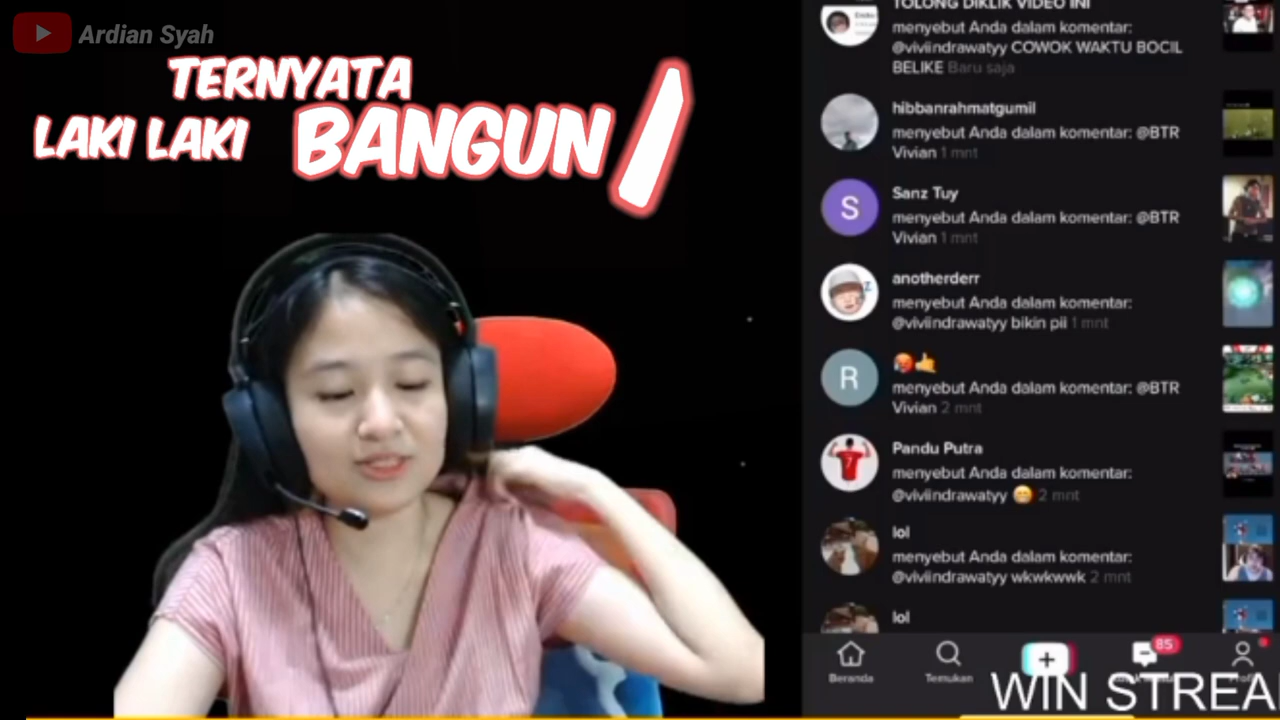 Ardian Syah
TERNYATA
LAKI LAKI BANGUN /
TOLONG DIKLIK VIDEO INI
menyebut Anda dalam komentar:
@viviindrawatyy COWOK WAKTU BOCIL
BELIKE Baru saja
hibbanrahmatgumil
menyebut Anda dalam komentar: @BTR
Vivian 1 mnt
S
Sanz Tuy
menyebut Anda dalam komentar: @BTR
Vivian 1 mnt
anotherderr
menyebut Anda dalam komentar:
@viviindrawatyy bikin pii 1 mnt
R
🥵🤙
menyebut Anda dalam komentar: @BTR
Vivian 2 mnt
7
Pandu Putra
menyebut Anda dalam komentar:
@viviindrawatyy 😁 2 mnt
lol
menyebut Anda dalam komentar:
@viviindrawatyy wkwkwwk 2 mnt
lol
85
Beranda
Temukan
WIN STREA